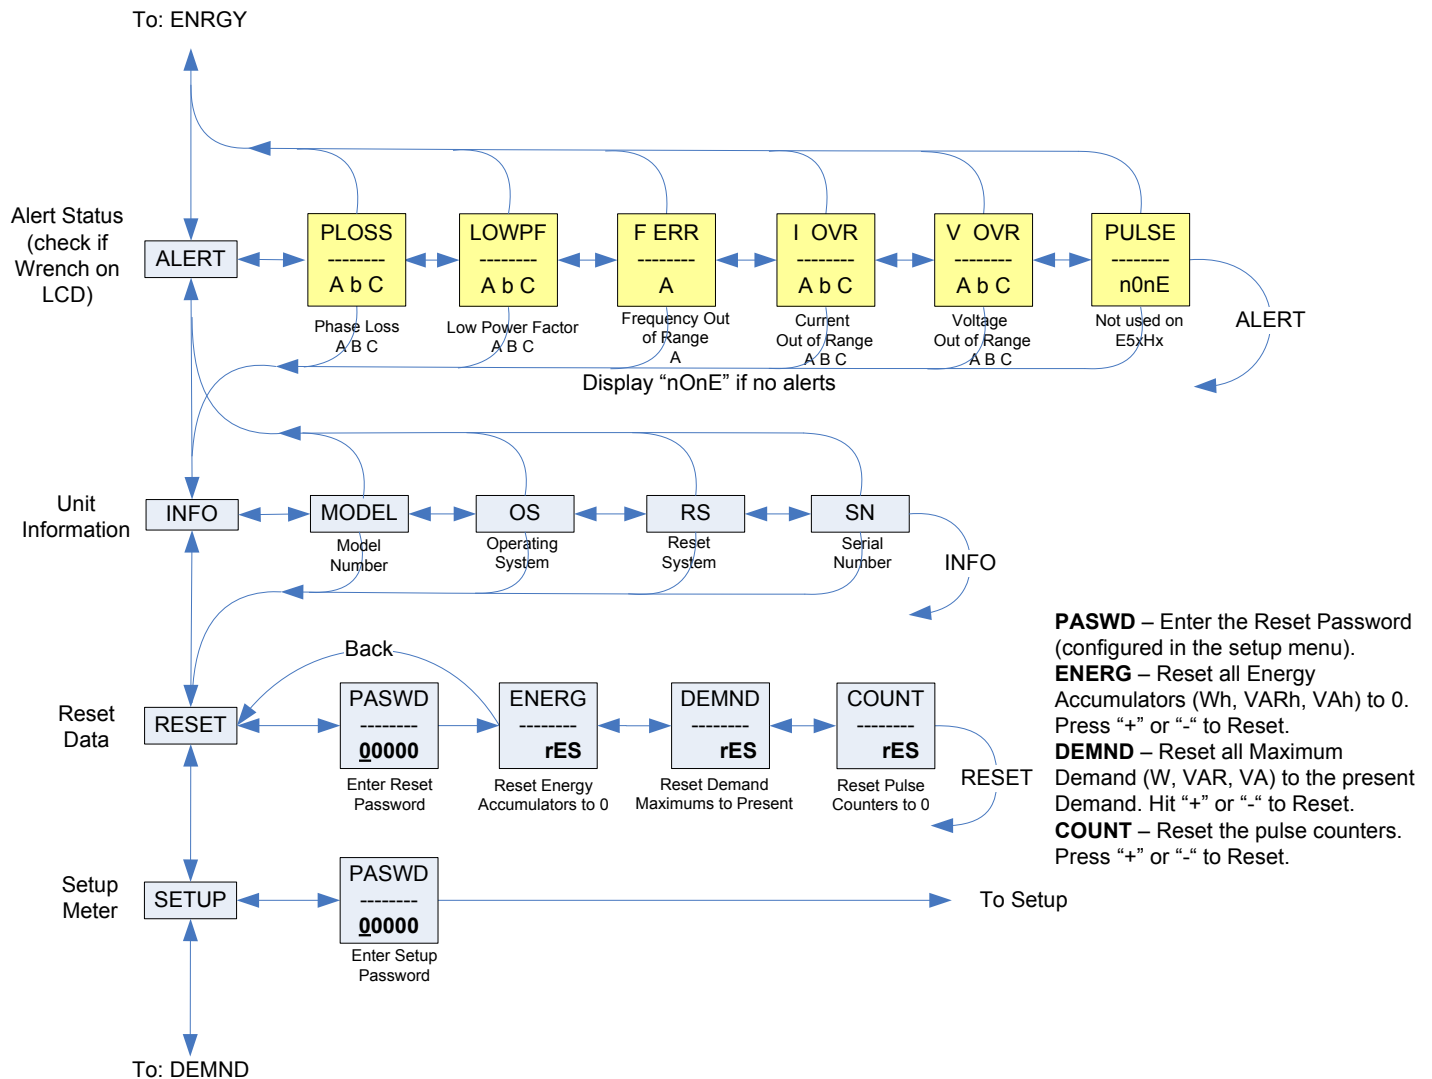 To: ENRGY
Alert Status
(check if
Wrench on
LCD)
ALERT
PLOSS
--------
A b C
Phase Loss
A B C
LOWPF
--------
A b C
Low Power Factor
A B C
F ERR
--------
A
Frequency Out
of Range
A
I OVR
--------
A b C
Current
Out of Range
A B C
V OVR
--------
A b C
Voltage
Out of Range
A B C
PULSE
--------
n0nE
Not used on
E5xHx
ALERT
Display “nOnE” if no alerts
Unit
Information
INFO
MODEL
Model
Number
OS
Operating
System
RS
Reset
System
SN
Serial
Number
INFO
Back
Reset
Data
RESET
PASWD
--------
00000
Enter Reset
Password
ENERG
--------
rES
Reset Energy
Accumulators to 0
DEMND
--------
rES
Reset Demand
Maximums to Present
COUNT
--------
rES
Reset Pulse
Counters to 0
RESET
PASWD – Enter the Reset Password
(configured in the setup menu).
ENERG – Reset all Energy
Accumulators (Wh, VARh, VAh) to 0.
Press “+” or “-“ to Reset.
DEMND – Reset all Maximum
Demand (W, VAR, VA) to the present
Demand. Hit “+” or “-“ to Reset.
COUNT – Reset the pulse counters.
Press “+” or “-“ to Reset.
Setup
Meter
SETUP
PASWD
--------
00000
Enter Setup
Password
To Setup
To: DEMND